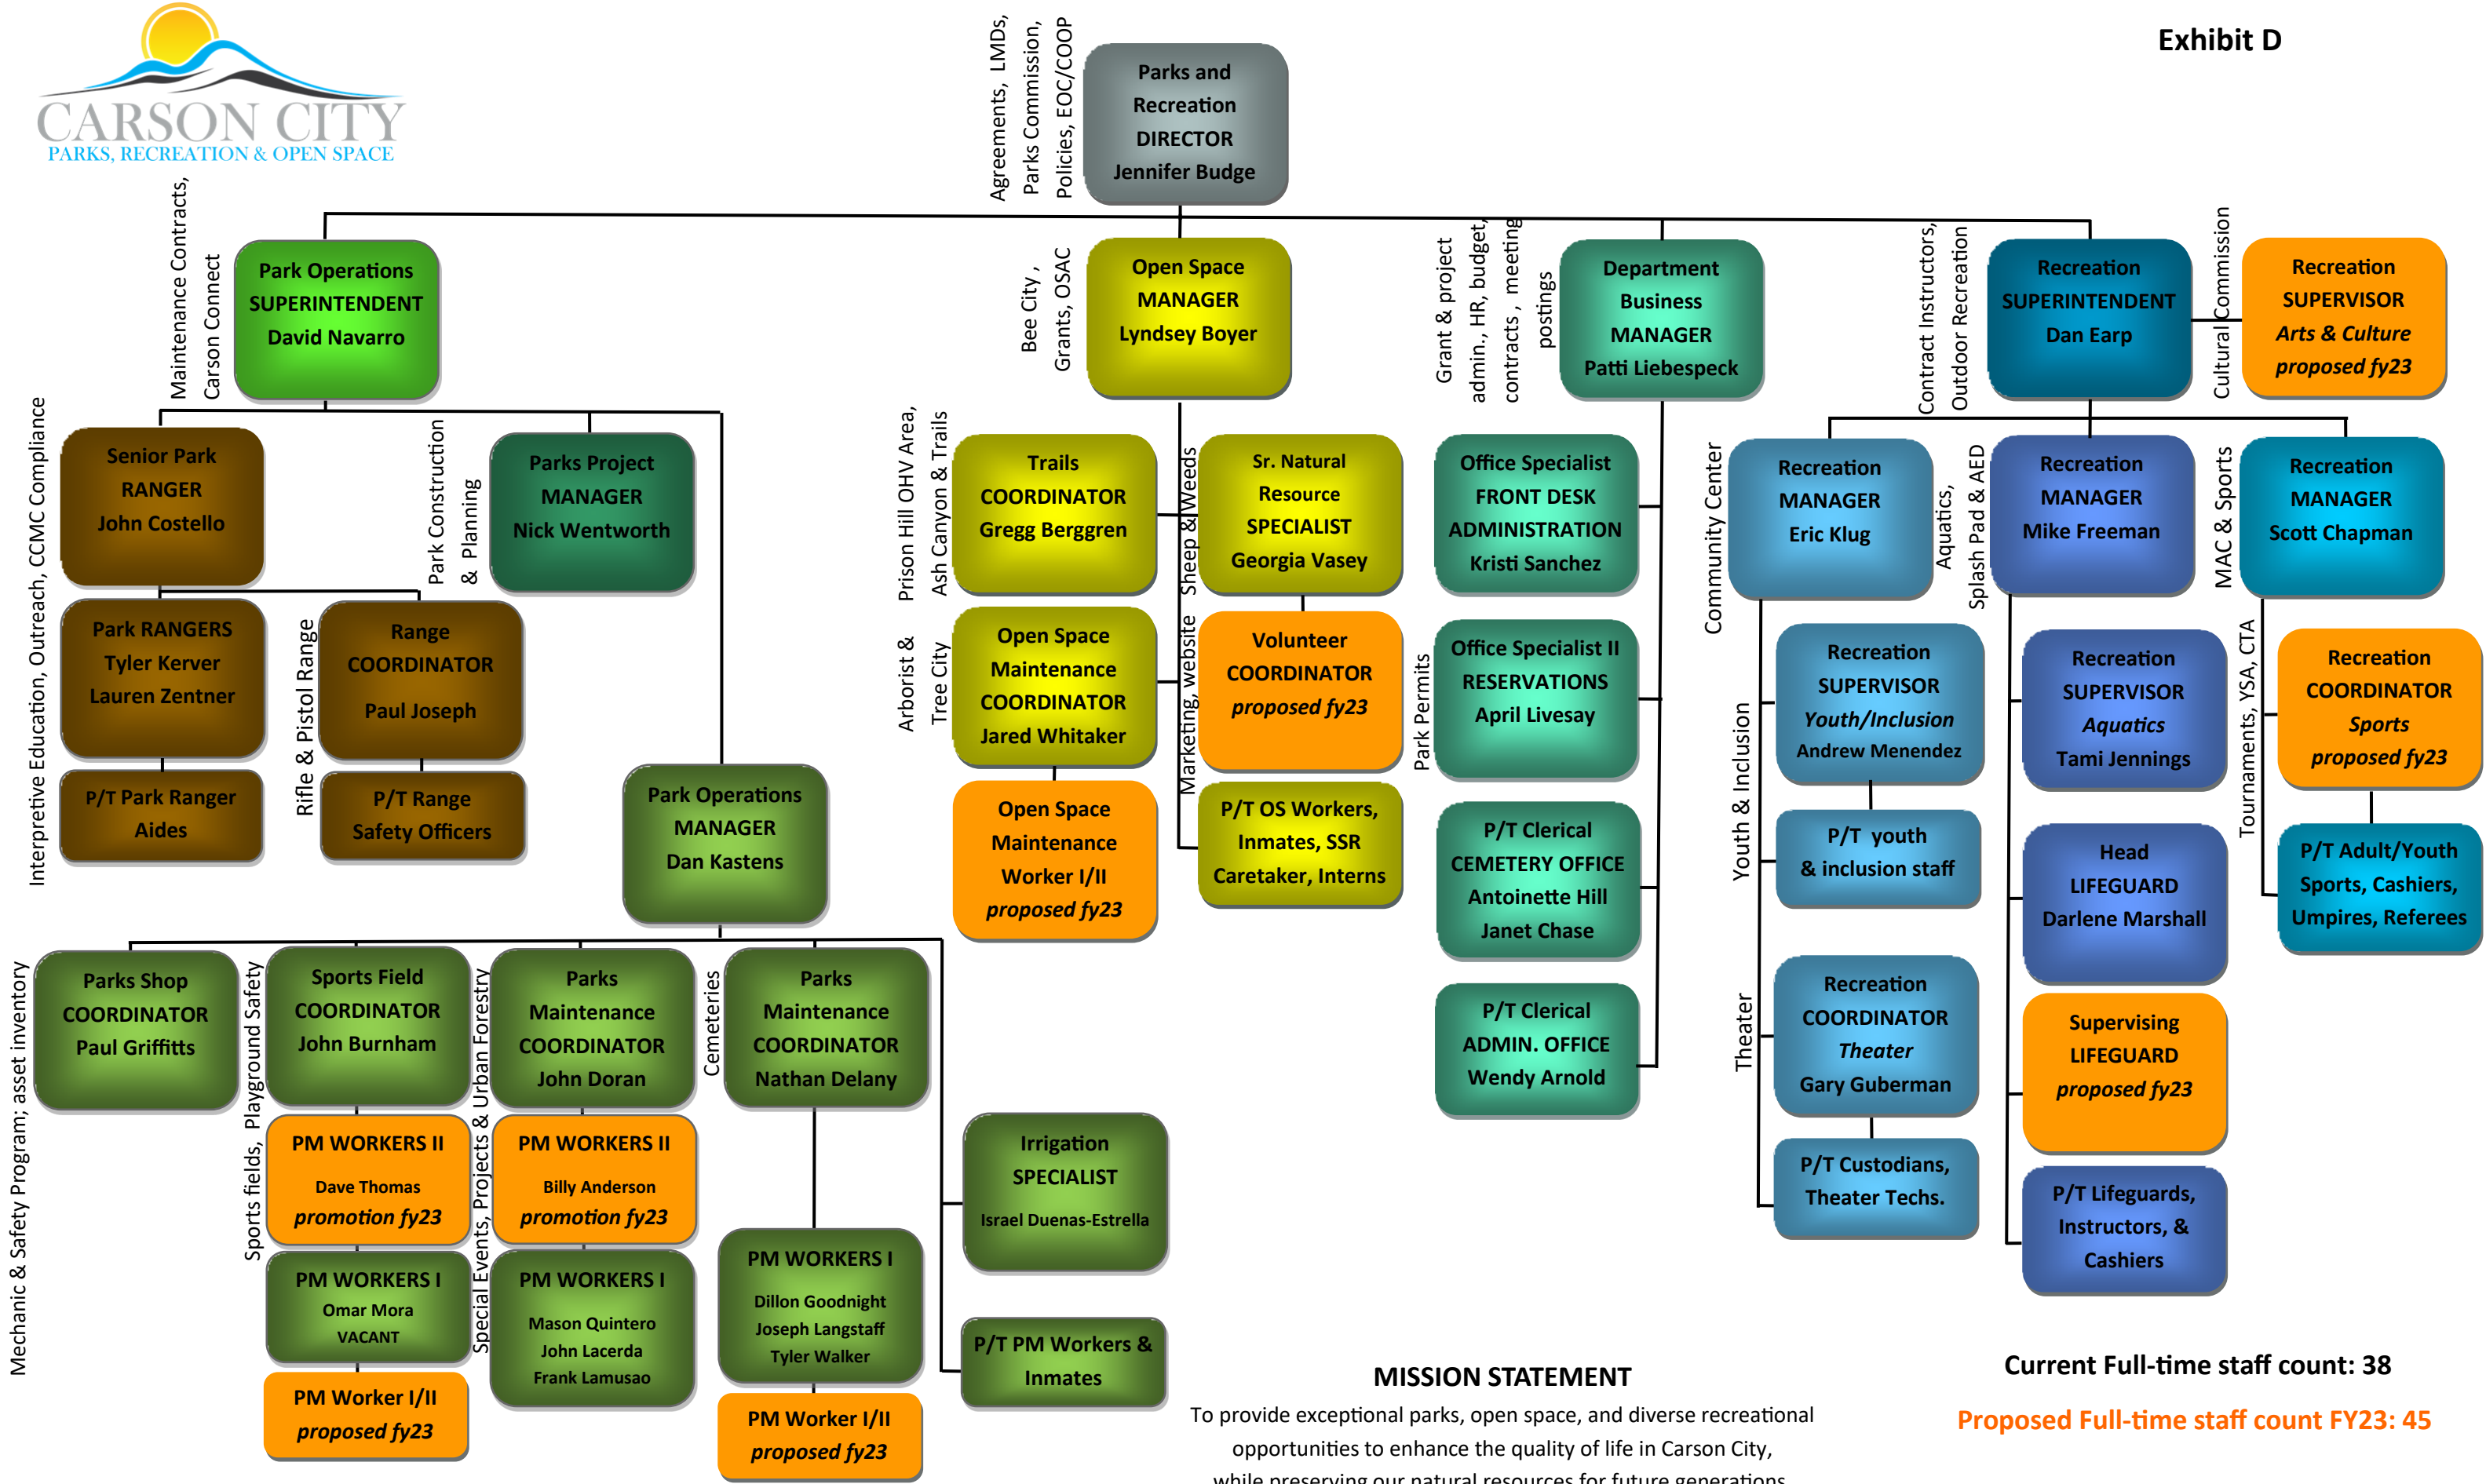 Exhibit D
CARSON CITY
PARKS, RECREATION & OPEN SPACE
Agreements, LMDs,
Parks Commission,
Policies, EOC/COOP
Parks and
Recreation
DIRECTOR
Jennifer Budge
Maintenance Contracts,
Carson Connect
Park Operations
SUPERINTENDENT
David Navarro
Bee City ,
Grants, OSAC
Open Space
MANAGER
Lyndsey Boyer
Grant & project
admin., HR, budget,
contracts , meeting
postings
Department
Business
MANAGER
Patti Liebespeck
Contract Instructors,
Outdoor Recreation
Recreation
SUPERINTENDENT
Dan Earp
Cultural Commission
Recreation
SUPERVISOR
Arts & Culture
proposed fy23
Interpretive Education, Outreach, CCMC Compliance
Senior Park
RANGER
John Costello
Park Construction
& Planning
Parks Project
MANAGER
Nick Wentworth
Park RANGERS
Tyler Kerver
Lauren Zentner
Rifle & Pistol Range
Range
COORDINATOR
Paul Joseph
P/T Park Ranger
Aides
P/T Range
Safety Officers
Park Operations
MANAGER
Dan Kastens
Prison Hill OHV Area,
Ash Canyon & Trails
Trails
COORDINATOR
Gregg Berggren
Sheep & Weeds
Sr. Natural
Resource
SPECIALIST
Georgia Vasey
Arborist &
Tree City
Open Space
Maintenance
COORDINATOR
Jared Whitaker
Marketing, website
Volunteer
COORDINATOR
proposed fy23
Open Space
Maintenance
Worker I/II
proposed fy23
P/T OS Workers,
Inmates, SSR
Caretaker, Interns
Office Specialist
FRONT DESK
ADMINISTRATION
Kristi Sanchez
Park Permits
Office Specialist II
RESERVATIONS
April Livesay
P/T Clerical
CEMETERY OFFICE
Antoinette Hill
Janet Chase
P/T Clerical
ADMIN. OFFICE
Wendy Arnold
Community Center
Recreation
MANAGER
Eric Klug
Aquatics,
Splash Pad & AED
Recreation
MANAGER
Mike Freeman
MAC & Sports
Recreation
MANAGER
Scott Chapman
Youth & Inclusion
Recreation
SUPERVISOR
Youth/Inclusion
Andrew Menendez
P/T youth
& inclusion staff
Theater
Recreation
COORDINATOR
Theater
Gary Guberman
P/T Custodians,
Theater Techs.
Recreation
SUPERVISOR
Aquatics
Tami Jennings
Head
LIFEGUARD
Darlene Marshall
Supervising
LIFEGUARD
proposed fy23
P/T Lifeguards,
Instructors, &
Cashiers
Tournaments, YSA, CTA
Recreation
COORDINATOR
Sports
proposed fy23
P/T Adult/Youth
Sports, Cashiers,
Umpires, Referees
Mechanic & Safety Program; asset inventory
Parks Shop
COORDINATOR
Paul Griffitts
Sports fields, Playground Safety
Sports Field
COORDINATOR
John Burnham
Special Events, Projects & Urban Forestry
Parks
Maintenance
COORDINATOR
John Doran
Cemeteries
Parks
Maintenance
COORDINATOR
Nathan Delany
PM WORKERS II
Dave Thomas
promotion fy23
PM WORKERS II
Billy Anderson
promotion fy23
PM WORKERS I
Omar Mora
VACANT
PM WORKERS I
Mason Quintero
John Lacerda
Frank Lamusao
PM WORKERS I
Dillon Goodnight
Joseph Langstaff
Tyler Walker
PM Worker I/II
proposed fy23
PM Worker I/II
proposed fy23
Irrigation
SPECIALIST
Israel Duenas-Estrella
P/T PM Workers &
Inmates
MISSION STATEMENT
To provide exceptional parks, open space, and diverse recreational
opportunities to enhance the quality of life in Carson City,
while preserving our natural resources for future generations
Current Full-time staff count: 38
Proposed Full-time staff count FY23: 45